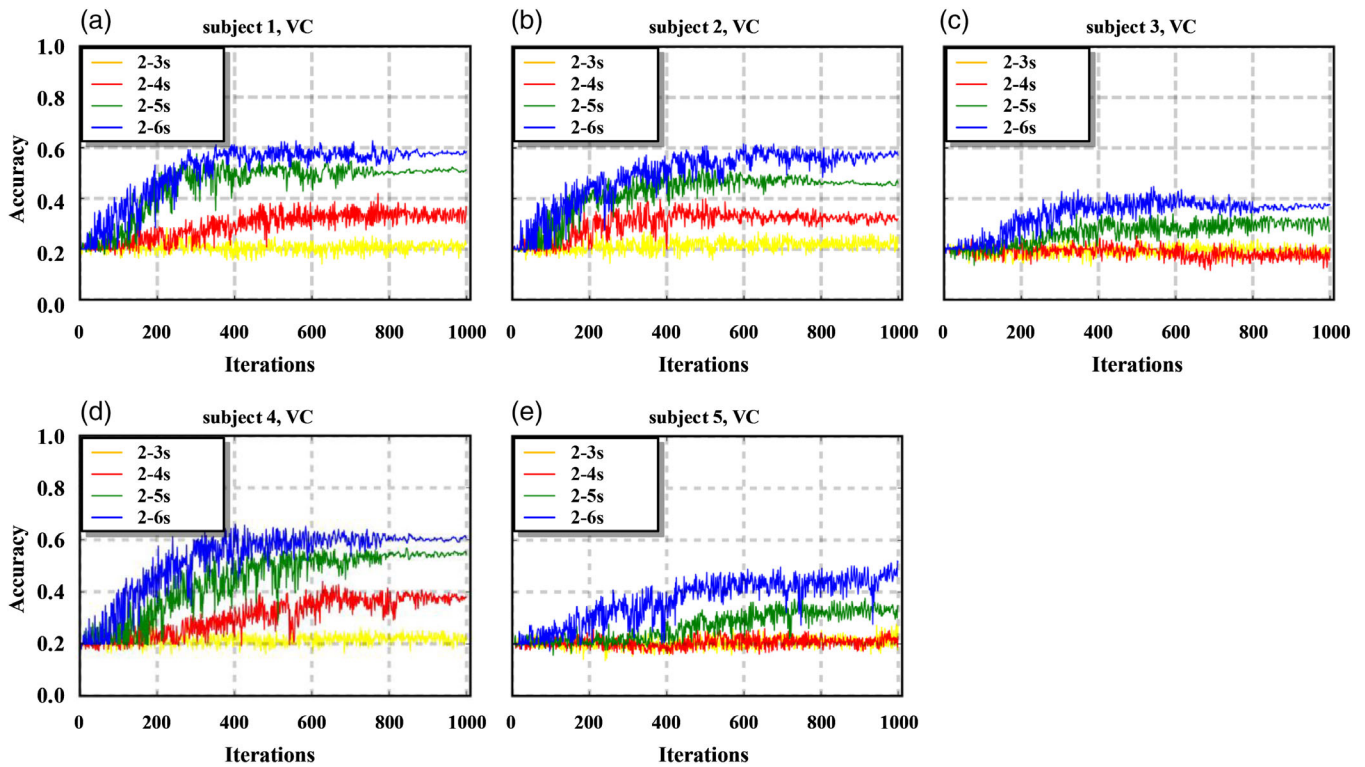 (a)
subject 1, VC
(b)
subject 2, VC
(c)
subject 3, VC
1.0
0.8
0.6
0.4
0.2
0.0
Accuracy
2-3s
2-4s
2-5s
2-6s
2-3s
2-4s
2-5s
2-6s
2-3s
2-4s
2-5s
2-6s
0 200 400 600 800 1000
0 200 400 600 800 1000
0 200 400 600 800 1000
Iterations
Iterations
Iterations
(d)
subject 4, VC
(e)
subject 5, VC
1.0
0.8
0.6
0.4
0.2
0.0
Accuracy
2-3s
2-4s
2-5s
2-6s
2-3s
2-4s
2-5s
2-6s
0 200 400 600 800 1000
0 200 400 600 800 1000
Iterations
Iterations